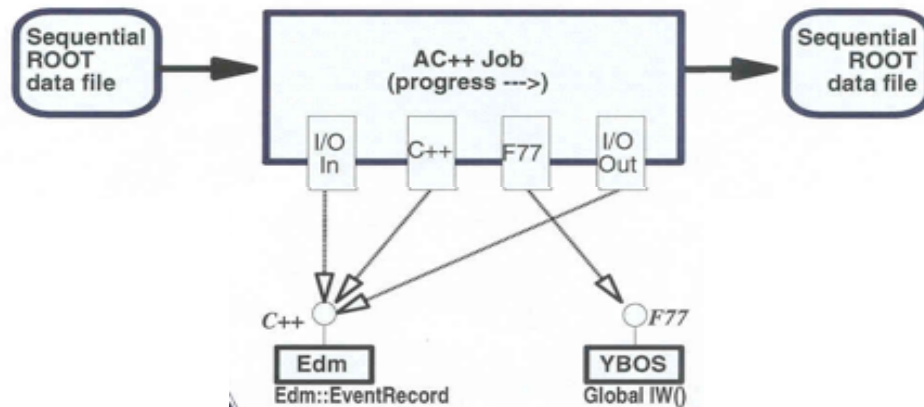 Sequential
ROOT
data file
AC++ Job
(progress --->)
Sequential
ROOT
data file
I/O
In
C++
F77
I/O
Out
C++
F77
Edm
YBOS
Edm::EventRecord
Global IW()